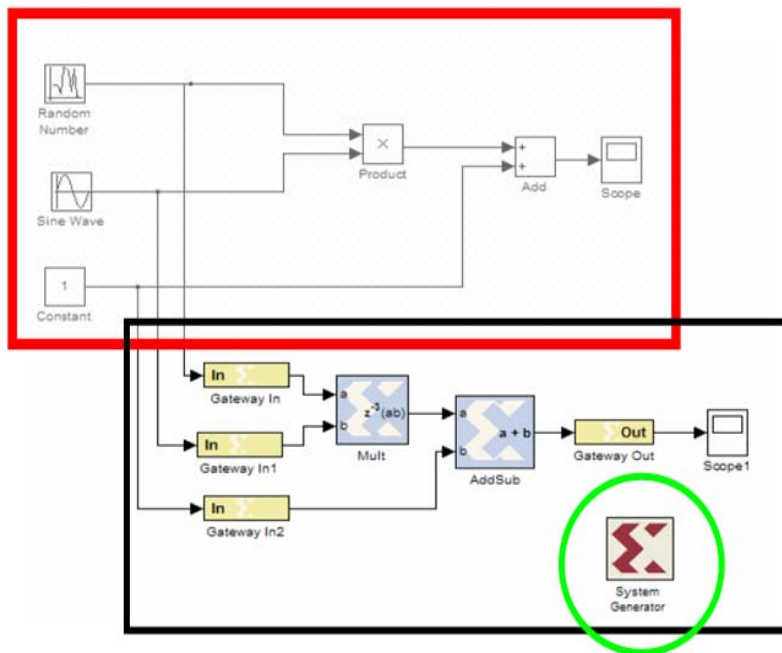 Random
Number
×
Product
+
+
Add
Scope
Sine Wave
1
Constant
In
Gateway In
a
b
z⁻³(ab)
Mult
In
Gateway In1
a
b
a + b
AddSub
Out
Gateway Out
Scope1
In
Gateway In2
System
Generator